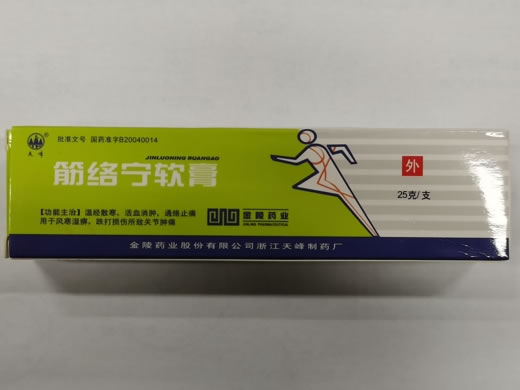 天峰®
批准文号 国药准字B20040014
JINLUONING RUANGAO
筋络宁软膏
外
25克/支
【功能主治】温经散寒，活血消肿，通络止痛
用于风寒湿痹，跌打损伤所致关节肿痛
金陵药业
JINLING PHARMACEUTICAL
金陵药业股份有限公司浙江天峰制药厂